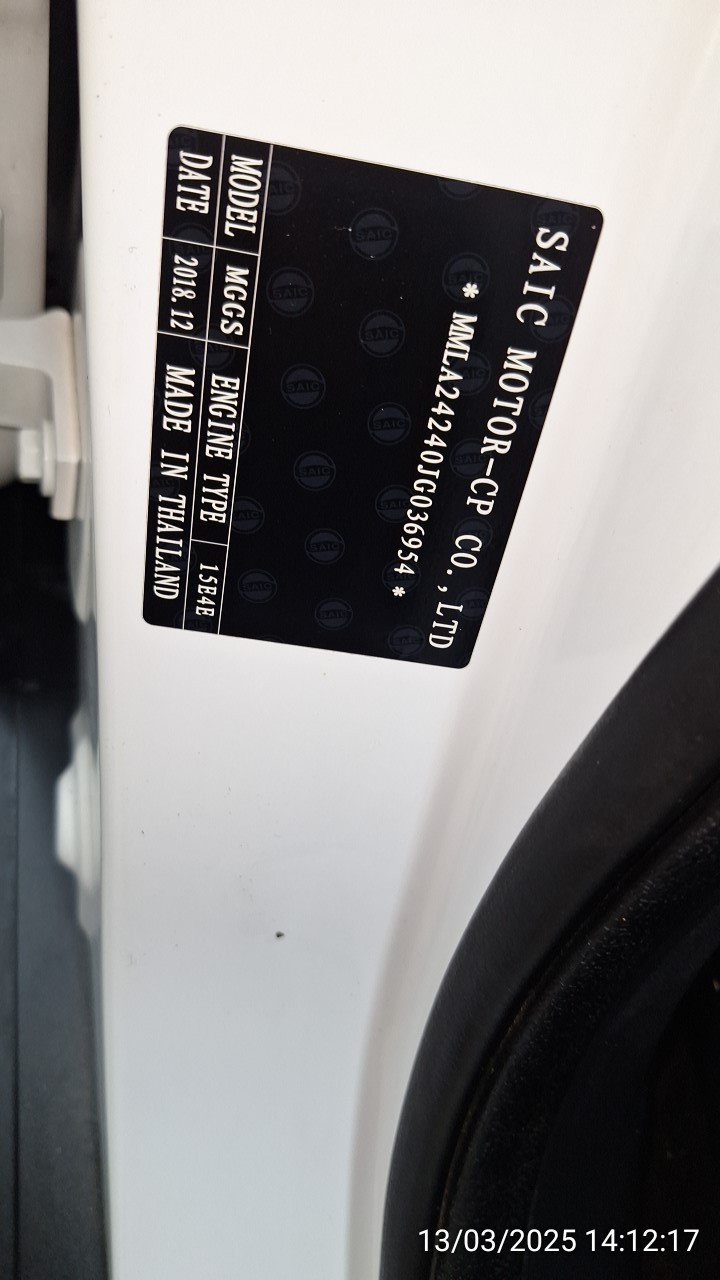 SAIC MOTOR-CP CO., LTD
* MMLA24240JG036954 *
MODEL MGGS ENGINE TYPE 15E4E
DATE 2018.12 MADE IN THAILAND
13/03/2025 14:12:17